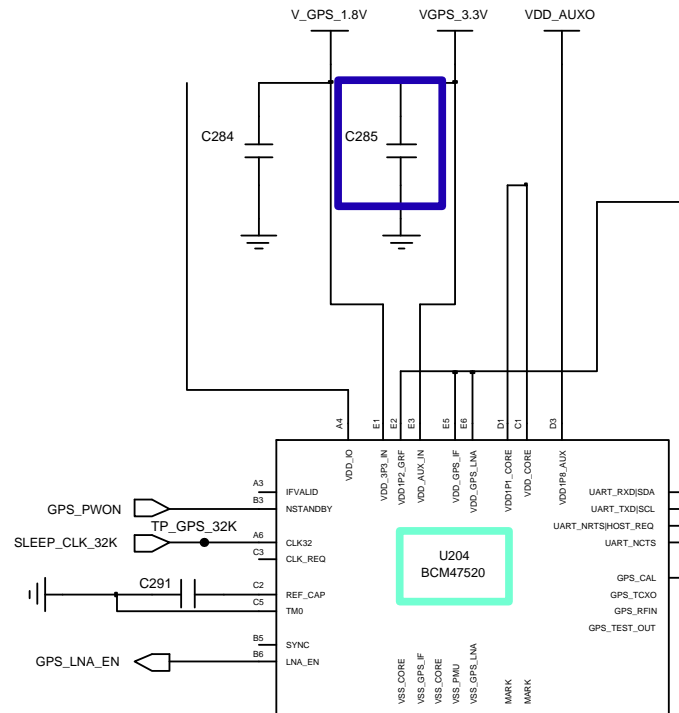 V_GPS_1.8V
VGPS_3.3V
VDD_AUXO
C284
C285
A4
E1
E2
E3
E5
E6
D1
C1
D3
VDD_IO
VDD_3P3_IN
VDD1P2_GRF
VDD_AUX_IN
VDD_GPS_IF
VDD_GPS_LNA
VDD1P1_CORE
VDD_CORE
VDD1P8_AUX
A3
IFVALID
UART_RXD|SDA
GPS_PWON
B3
NSTANDBY
UART_TXD|SCL
TP_GPS_32K
UART_NRTS|HOST_REQ
SLEEP_CLK_32K
A6
CLK32
UART_NCTS
C3
CLK_REQ
U204
BCM47520
C291
C2
REF_CAP
GPS_CAL
GPS_TCXO
C5
TM0
GPS_RFIN
GPS_TEST_OUT
B5
SYNC
GPS_LNA_EN
B6
LNA_EN
VSS_CORE
VSS_GPS_IF
VSS_CORE
VSS_PMU
VSS_GPS_LNA
MARK
MARK